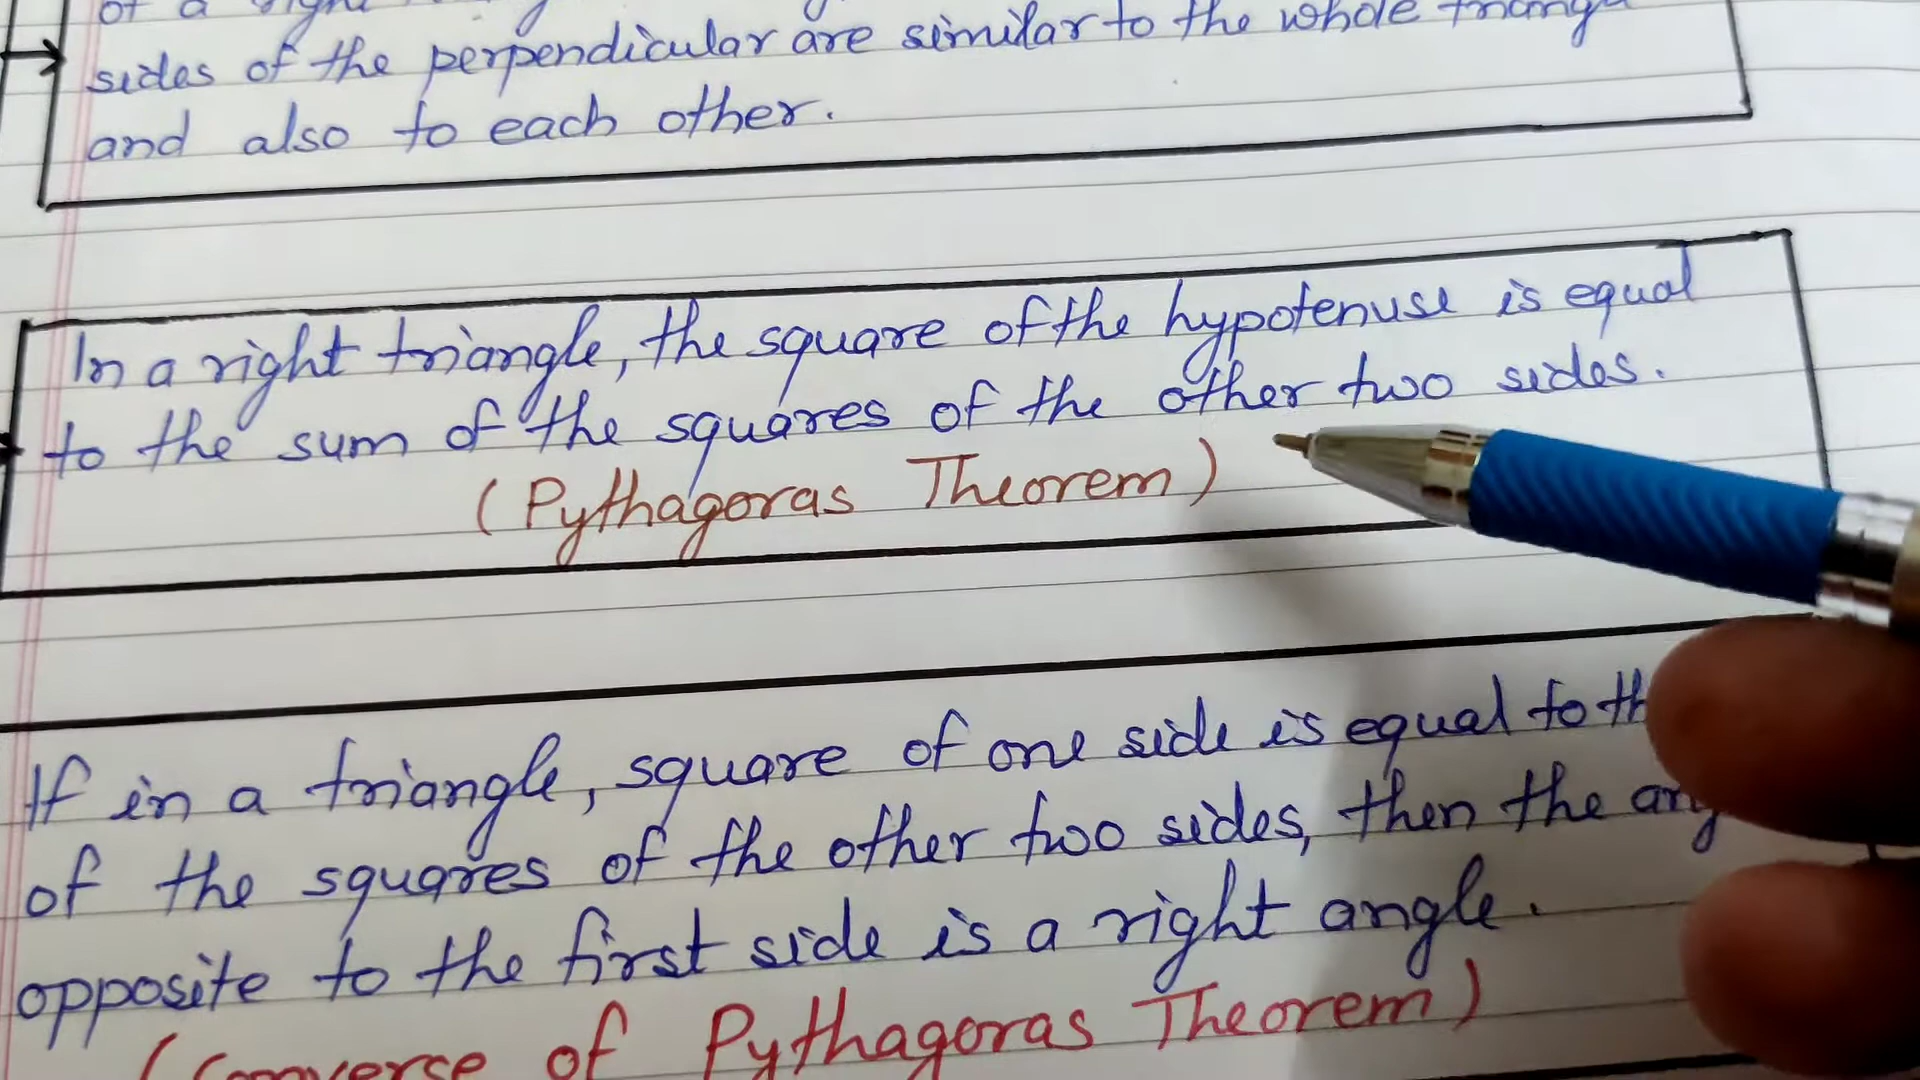 of a
sides of the perpendicular are similar to the whole
and also to each other.
In a right triangle, the square of the hypotenuse is equal
to the sum of the squares of the other two sides.
(Pythagoras Theorem)
If in a triangle, square of one side is equal to
of the squares of the other two sides, then the
opposite to the first side is a right angle.
(Converse of Pythagoras Theorem)